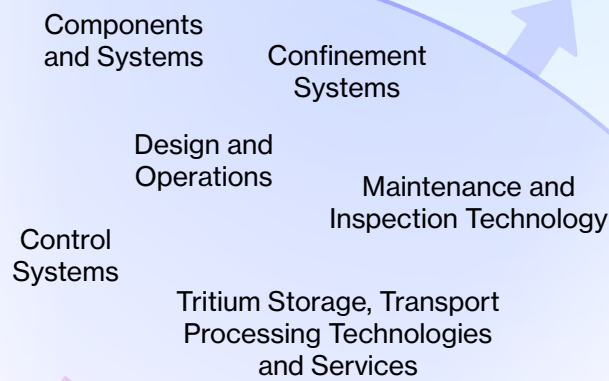 Components
and Systems
Confinement
Systems
Design and
Operations
Maintenance and
Inspection Technology
Control
Systems
Tritium Storage, Transport
Processing Technologies
and Services